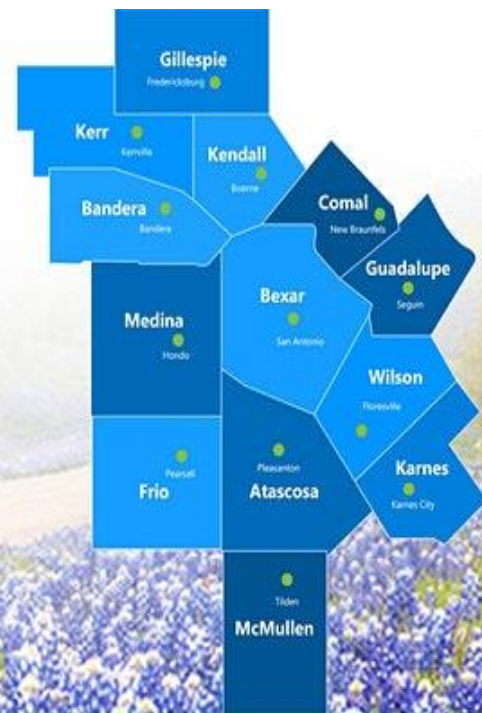 Gillespie
Fredericksburg
Kerr
Kerrville
Kendall
Boerne
Bandera
Bandera
Comal
New Braunfels
Guadalupe
Seguin
Medina
Hondo
Bexar
San Antonio
Wilson
Floresville
Pearsall
Frio
Pleasanton
Atascosa
Karnes
Karnes City
Tilden
McMullen